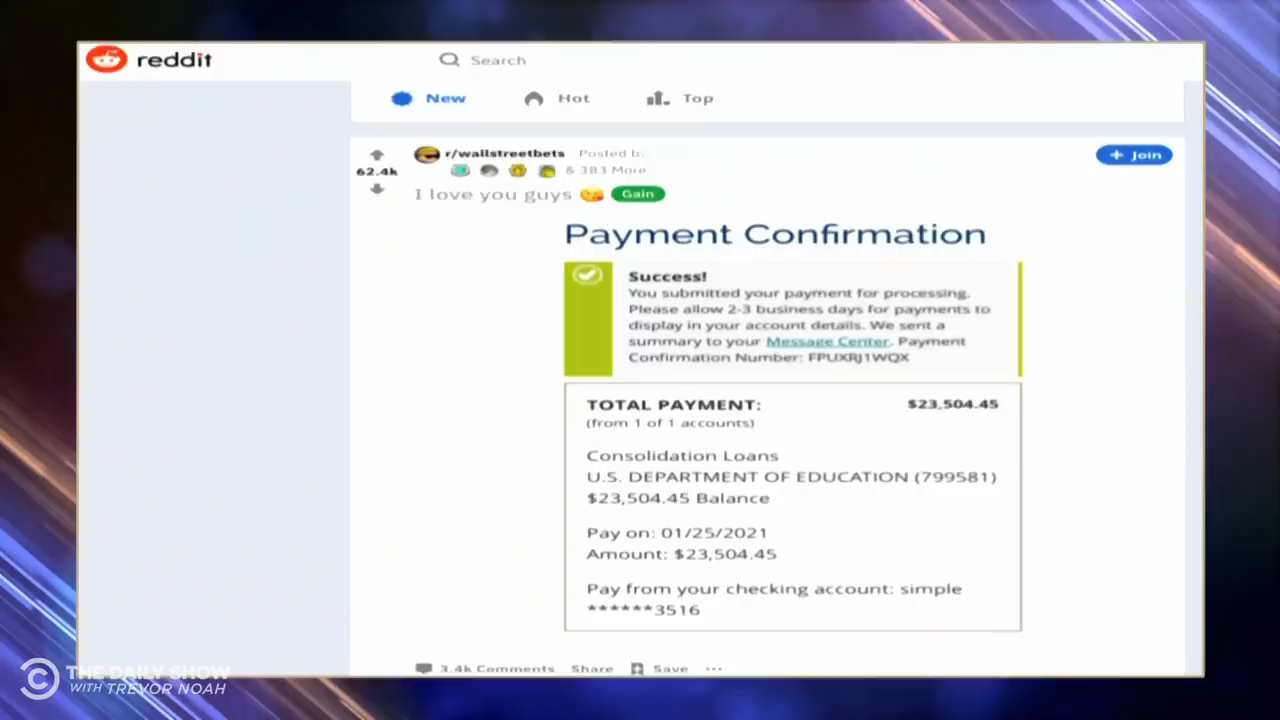 reddit
Search
New Hot Top
r/wallstreetbets Posted b
+ Join
62.4k
& 383 More
I love you guys Gain
Payment Confirmation
Success!
You submitted your payment for processing.
Please allow 2-3 business days for payments to
display in your account details. We sent a
summary to your Message Center. Payment
Confirmation Number: FPUXRJ1WQX
TOTAL PAYMENT: $23,504.45
(from 1 of 1 accounts)
Consolidation Loans
U.S. DEPARTMENT OF EDUCATION (799581)
$23,504.45 Balance
Pay on: 01/25/2021
Amount: $23,504.45
Pay from your checking account: simple
******3516
3.4k Comments Share Save ...
THE DAILY SHOW
WITH TREVOR NOAH